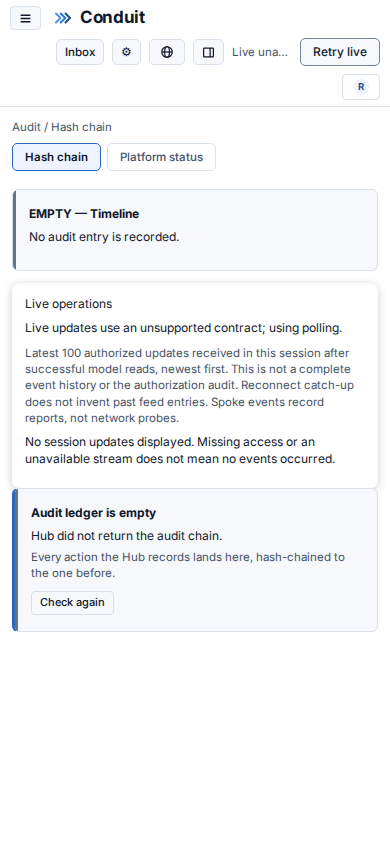 Conduit
Inbox
Live una...
Retry live
R
Audit / Hash chain
Hash chain
Platform status
EMPTY — Timeline
No audit entry is recorded.
Live operations
Live updates use an unsupported contract; using polling.
Latest 100 authorized updates received in this session after
successful model reads, newest first. This is not a complete
event history or the authorization audit. Reconnect catch-up
does not invent past feed entries. Spoke events record
reports, not network probes.
No session updates displayed. Missing access or an
unavailable stream does not mean no events occurred.
Audit ledger is empty
Hub did not return the audit chain.
Every action the Hub records lands here, hash-chained to
the one before.
Check again